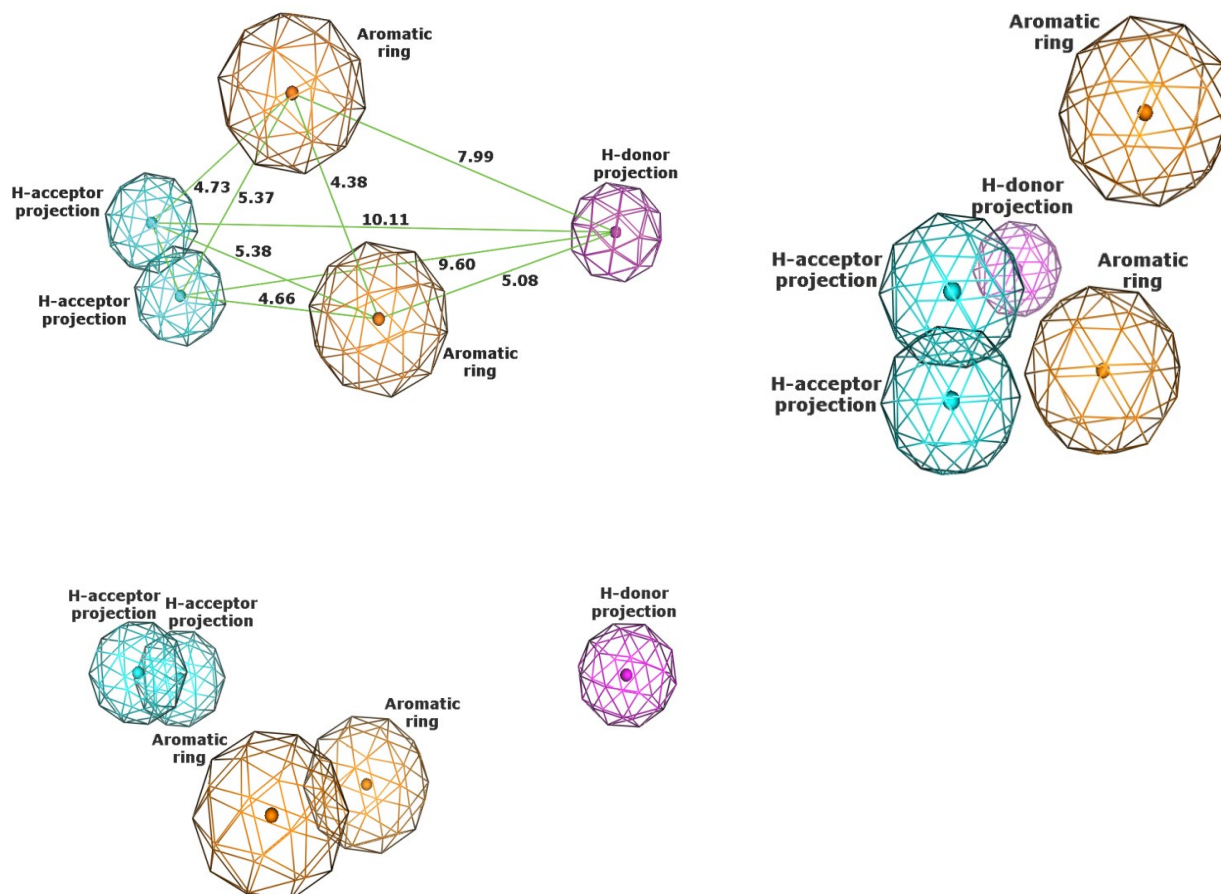 Aromatic
ring
7.99
H-donor
projection
H-acceptor
projection
4.73
5.37
4.38
10.11
5.38
9.60
5.08
H-acceptor
projection
4.66
Aromatic
ring
Aromatic
ring
H-donor
projection
H-acceptor
projection
Aromatic
ring
H-acceptor
projection
H-acceptor
projection
H-acceptor
projection
H-donor
projection
Aromatic
ring
Aromatic
ring